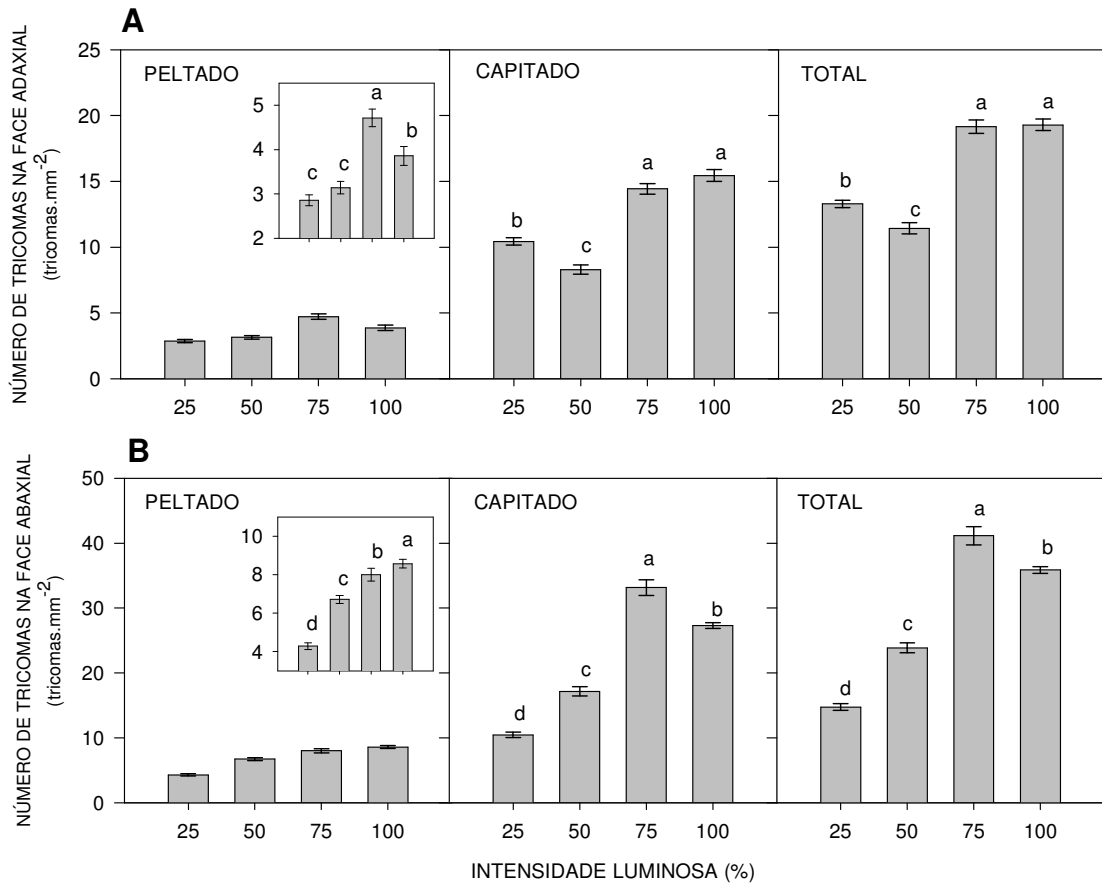 A
NÚMERO DE TRICOMAS NA FACE ADAXIAL
(tricomas.mm-2)
25
20
15
10
5
0
PELTADO
5
4
3
2
c c a b
25 50 75 100
CAPITADO
b c a a
25 50 75 100
TOTAL
b c a a
25 50 75 100
B
NÚMERO DE TRICOMAS NA FACE ABAXIAL
(tricomas.mm-2)
50
40
30
20
10
0
PELTADO
10
8
6
4
d c b a
25 50 75 100
CAPITADO
d c a b
25 50 75 100
TOTAL
d c a b
25 50 75 100
INTENSIDADE LUMINOSA (%)